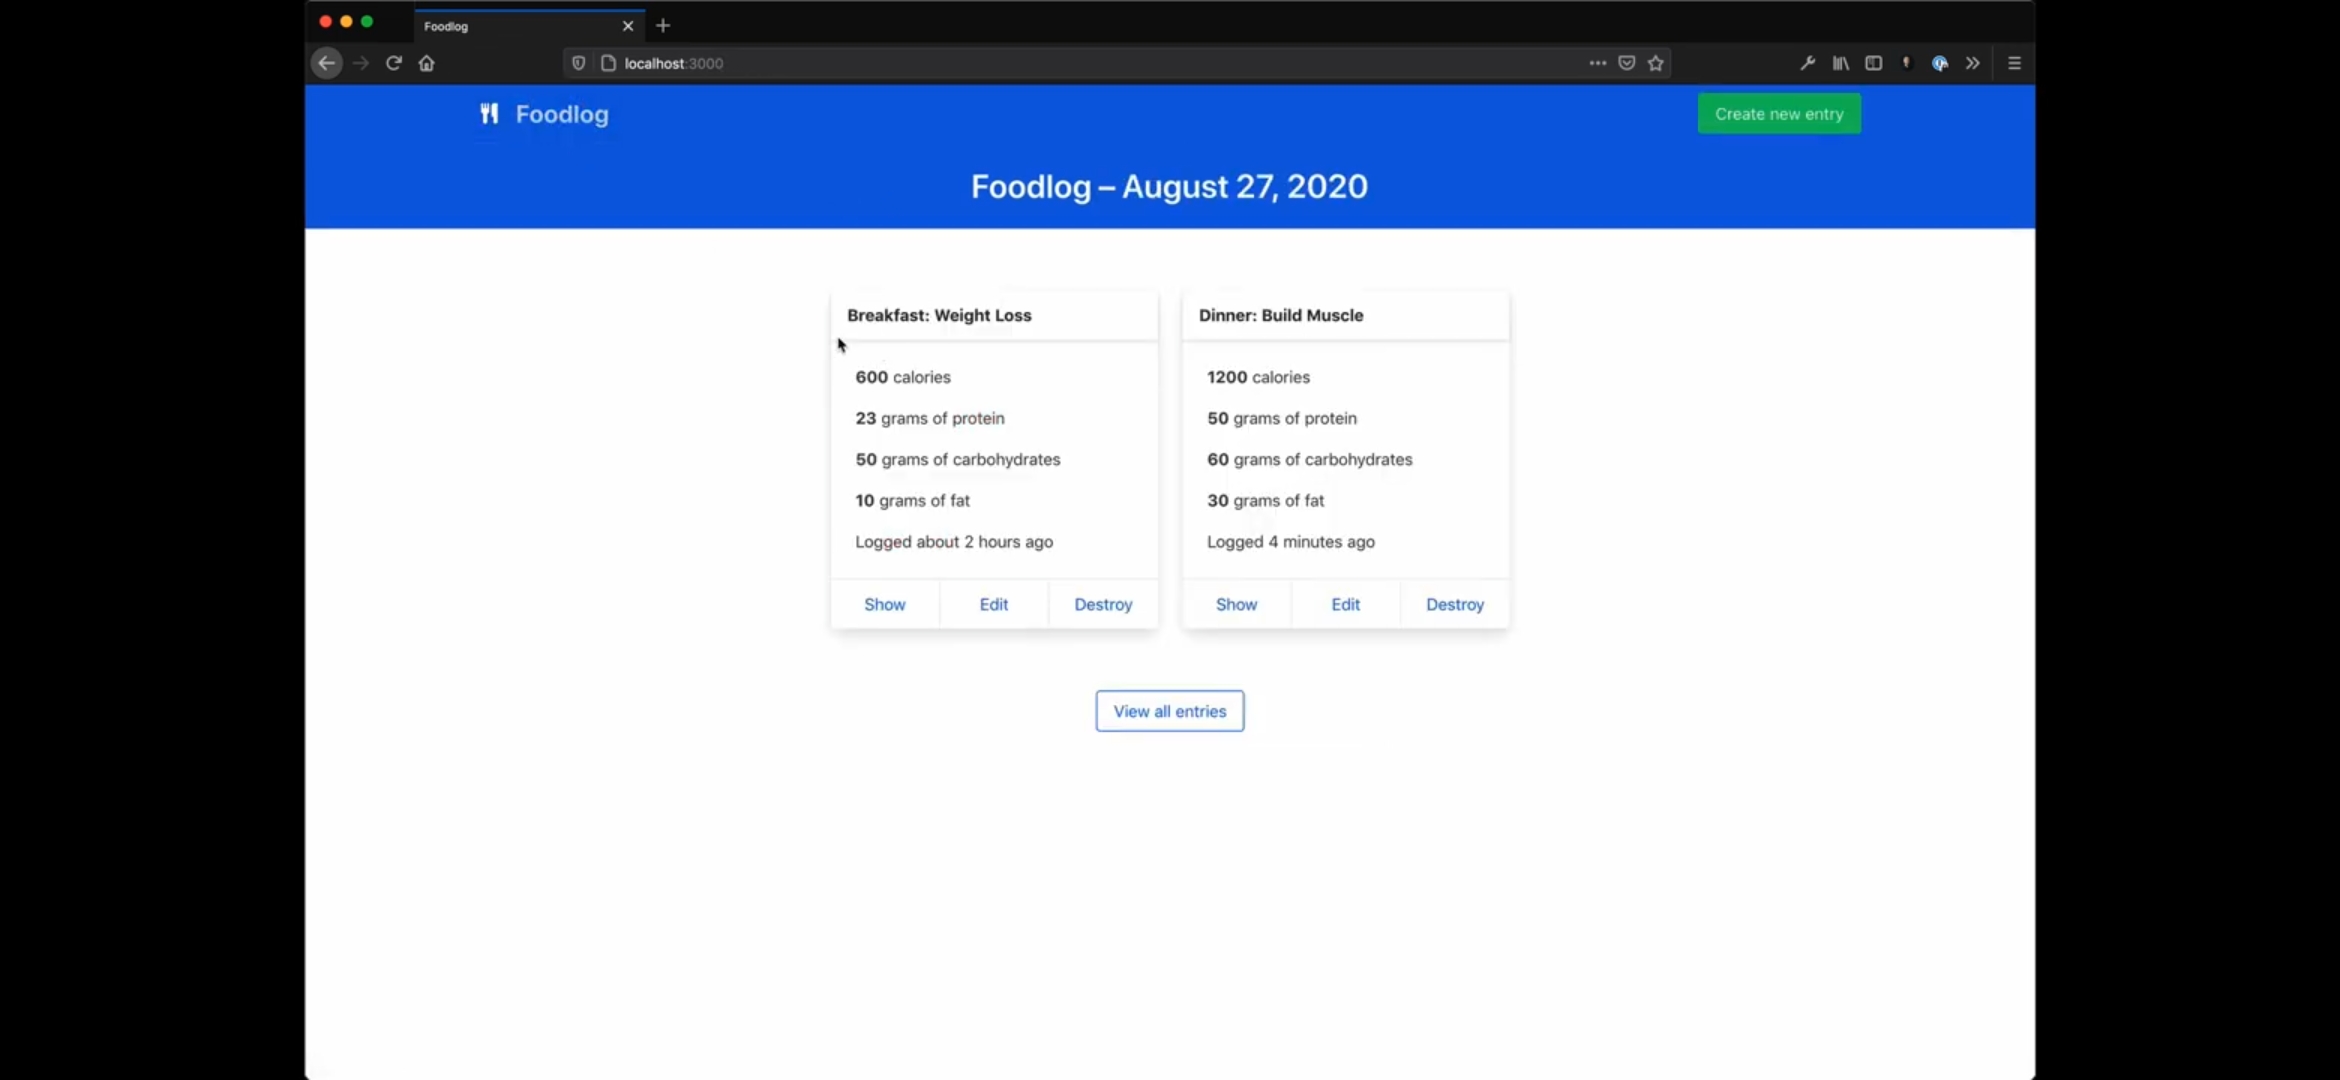 Foodlog
localhost:3000
Foodlog
Create new entry
Foodlog – August 27, 2020
Breakfast: Weight Loss
600 calories
23 grams of protein
50 grams of carbohydrates
10 grams of fat
Logged about 2 hours ago
Show Edit Destroy
Dinner: Build Muscle
1200 calories
50 grams of protein
60 grams of carbohydrates
30 grams of fat
Logged 4 minutes ago
Show Edit Destroy
View all entries